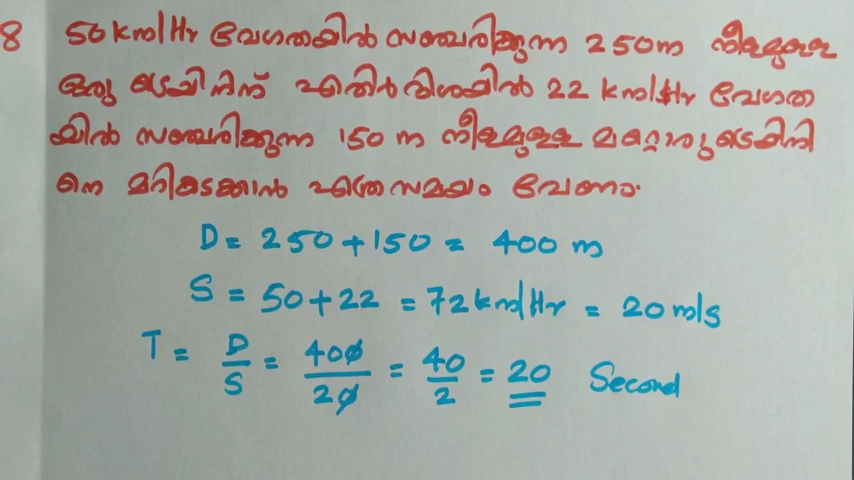 8 50 km/Hr വേഗതയിൽ സഞ്ചരിക്കുന്ന 250m നീളമുള്ള
ഒരു ട്രെയിനിന് എതിർദിശയിൽ 22 km/Hr വേഗത
യിൽ സഞ്ചരിക്കുന്ന 150 m നീളമുള്ള മറ്റൊരു ട്രെയിനി
നെ മറികടക്കാൻ എത്ര സമയം വേണം.
D = 250 + 150 = 400 m
S = 50 + 22 = 72 km/Hr = 20 m/s
T = D/S = 400/20 = 40/2 = 20 Second